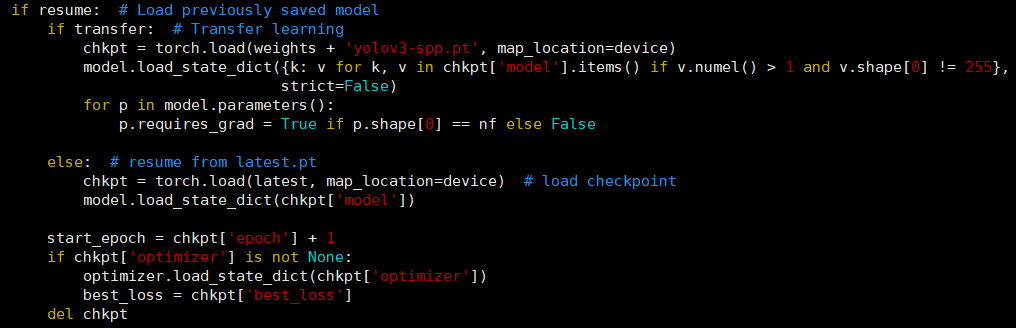 if resume:  # Load previously saved model
    if transfer:  # Transfer learning
        chkpt = torch.load(weights + 'yolov3-spp.pt', map_location=device)
        model.load_state_dict({k: v for k, v in chkpt['model'].items() if v.numel() > 1 and v.shape[0] != 255},
                              strict=False)
        for p in model.parameters():
            p.requires_grad = True if p.shape[0] == nf else False

    else:  # resume from latest.pt
        chkpt = torch.load(latest, map_location=device)  # load checkpoint
        model.load_state_dict(chkpt['model'])

    start_epoch = chkpt['epoch'] + 1
    if chkpt['optimizer'] is not None:
        optimizer.load_state_dict(chkpt['optimizer'])
        best_loss = chkpt['best_loss']
    del chkpt